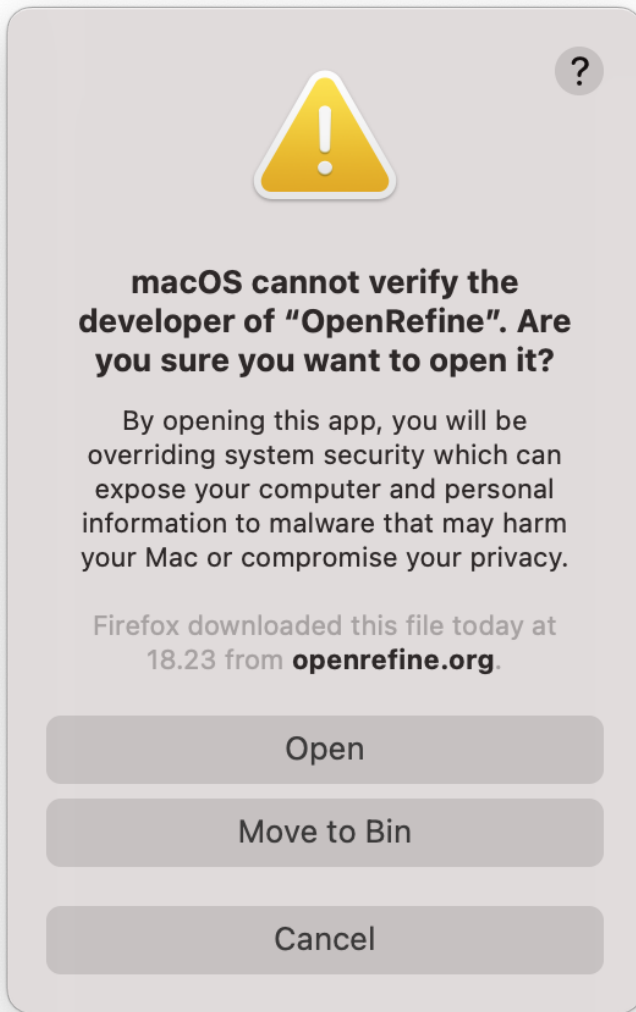 ?
macOS cannot verify the
developer of “OpenRefine”. Are
you sure you want to open it?
By opening this app, you will be
overriding system security which can
expose your computer and personal
information to malware that may harm
your Mac or compromise your privacy.
Firefox downloaded this file today at
18.23 from openrefine.org.
Open
Move to Bin
Cancel